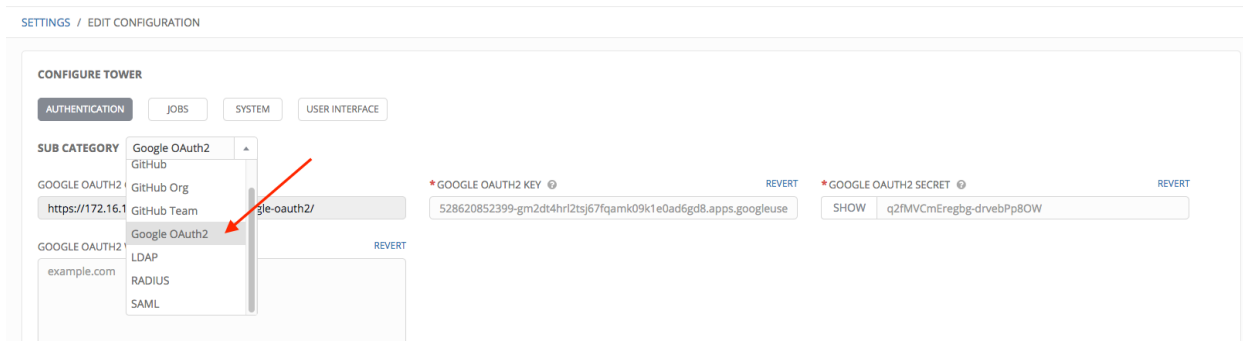 SETTINGS / EDIT CONFIGURATION
CONFIGURE TOWER
AUTHENTICATION JOBS SYSTEM USER INTERFACE
SUB CATEGORY Google OAuth2
GitHub
GitHub Org
GitHub Team
Google OAuth2
LDAP
RADIUS
SAML
GOOGLE OAUTH2
https://172.16.1 gle-oauth2/
* GOOGLE OAUTH2 KEY REVERT
528620852399-gm2dt4hrl2tsj67fqamk09k1e0ad6gd8.apps.googleuse
* GOOGLE OAUTH2 SECRET REVERT
SHOW q2fMVCmEregbg-drvebPp8OW
GOOGLE OAUTH2 REVERT
example.com